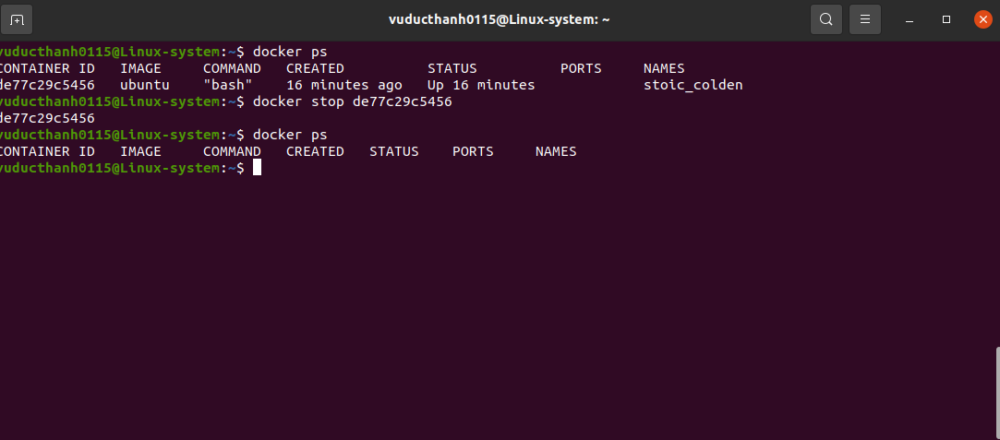 vuducthanh0115@Linux-system: ~
vuducthanh0115@Linux-system:~$ docker ps
CONTAINER ID   IMAGE     COMMAND   CREATED          STATUS          PORTS     NAMES
de77c29c5456   ubuntu    "bash"    16 minutes ago   Up 16 minutes             stoic_colden
vuducthanh0115@Linux-system:~$ docker stop de77c29c5456
de77c29c5456
vuducthanh0115@Linux-system:~$ docker ps
CONTAINER ID   IMAGE     COMMAND   CREATED   STATUS    PORTS     NAMES
vuducthanh0115@Linux-system:~$